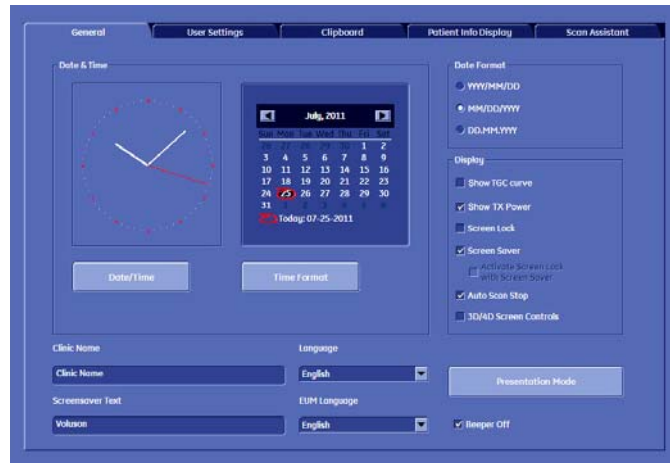 General User Settings Clipboard Patient Info Display Scan Assistant
Date & Time
July, 2011
Sun Mon Tue Wed Thu Fri Sat
26 27 28 29 30 1 2
3 4 5 6 7 8 9
10 11 12 13 14 15 16
17 18 19 20 21 22 23
24 25 26 27 28 29 30
31 1 2 3 4 5 6
Today: 07-25-2011
Date/Time Time Format
Date Format
YYYY/MM/DD
MM/DD/YYYY
DD.MM.YYYY
Display
Show TGC curve
Show TX Power
Screen Lock
Screen Saver
Activate Screen Lock
with Screen Saver
Auto Scan Stop
3D/4D Screen Controls
Clinic Name
Clinic Name
Language
English
Presentation Mode
Screensaver Text
Voluson
EUM Language
English
Beeper Off